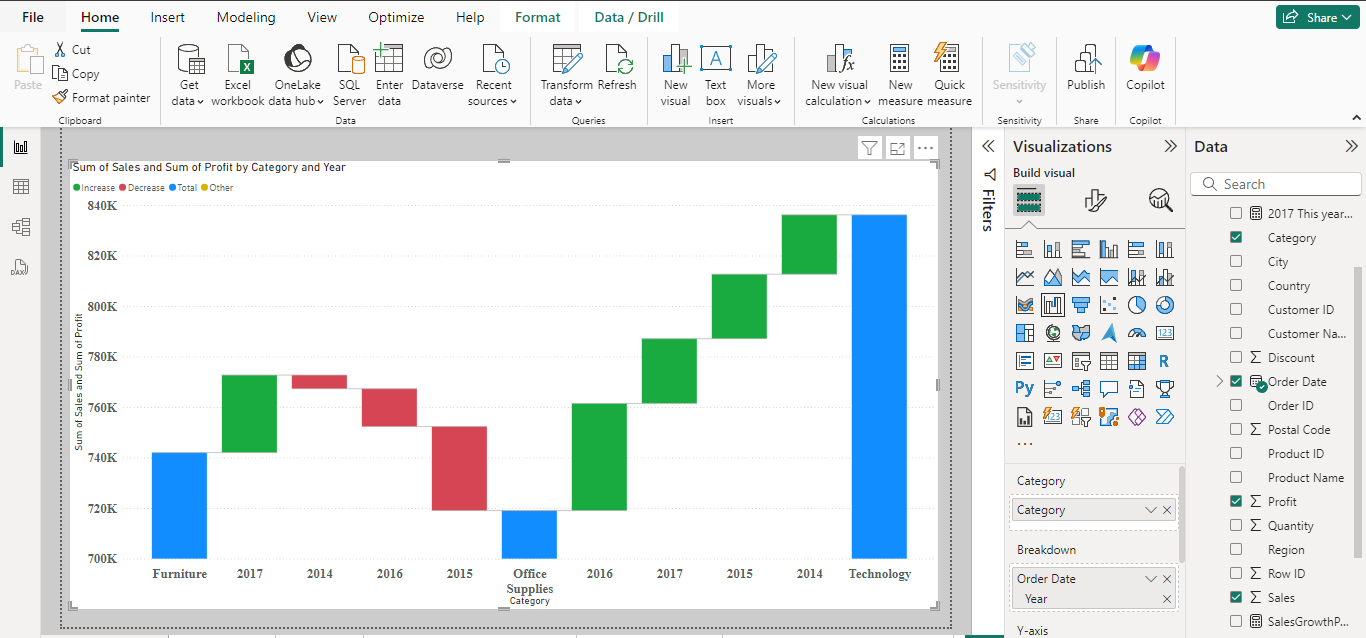 File Home Insert Modeling View Optimize Help Format Data / Drill Share
Paste Cut
Copy
Format painter
Get data Excel workbook OneLake data hub SQL Server Enter data Dataverse Recent sources
Transform data Refresh
New visual Text box More visuals
New visual calculation New measure Quick measure
Sensitivity
Publish
Copilot
Clipboard Data Queries Insert Calculations Sensitivity Share Copilot
Sum of Sales and Sum of Profit by Category and Year
Increase Decrease Total Other
840K
820K
800K
780K
760K
740K
720K
700K
Sum of Sales and Sum of Profit
Furniture 2017 2014 2016 2015 Office Supplies 2016 2017 2015 2014 Technology
Category
Filters
Visualizations
Build visual
123
R
Py
123
Category
Category
Breakdown
Order Date
Year
Y-axis
Data
Search
2017 This year...
Category
City
Country
Customer ID
Customer Na...
Discount
Order Date
Order ID
Postal Code
Product ID
Product Name
Profit
Quantity
Region
Row ID
Sales
SalesGrowthP...
DAX